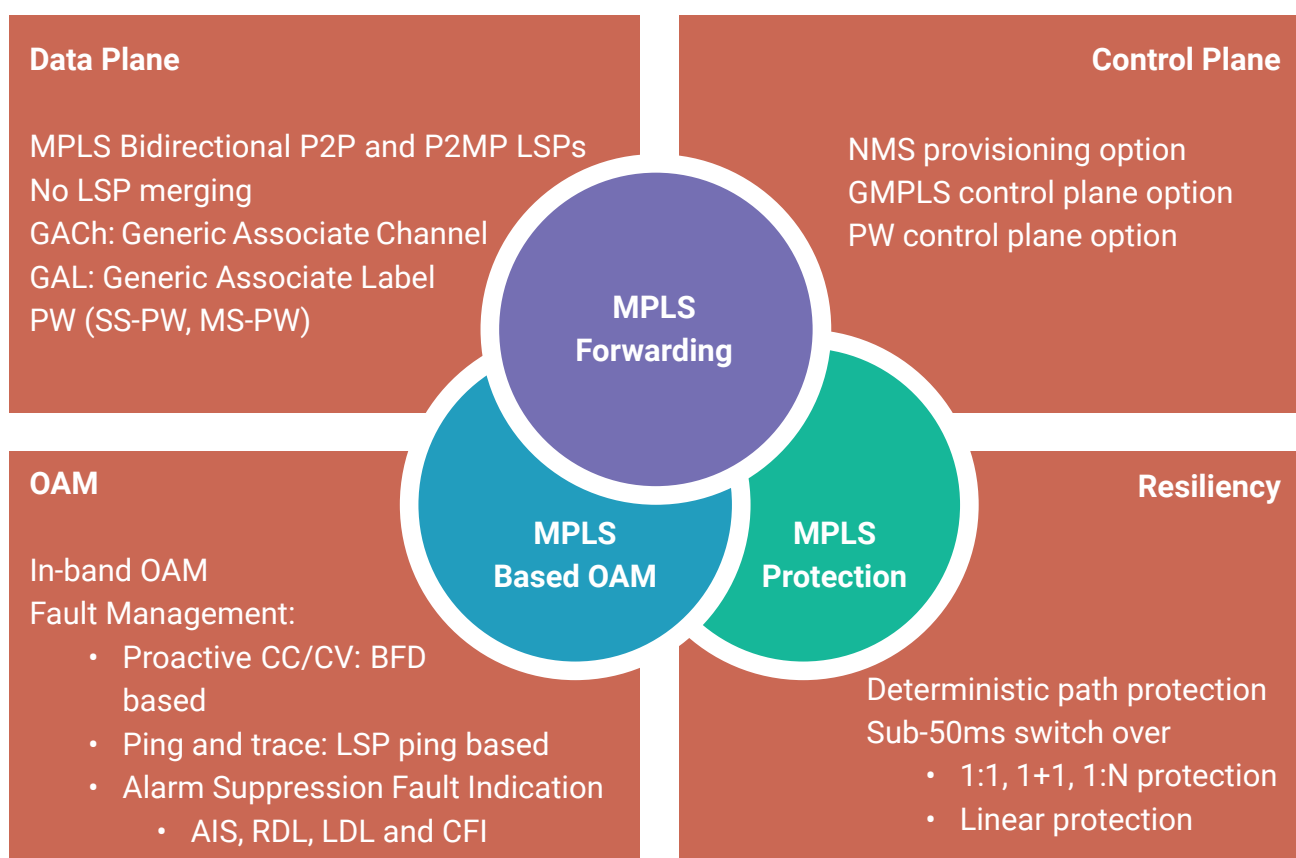 Data Plane
MPLS Bidirectional P2P and P2MP LSPs
No LSP merging
GACh: Generic Associate Channel
GAL: Generic Associate Label
PW (SS-PW, MS-PW)
Control Plane
NMS provisioning option
GMPLS control plane option
PW control plane option
MPLS
Forwarding
MPLS
Based OAM
MPLS
Protection
OAM
In-band OAM
Fault Management:
• Proactive CC/CV: BFD
based
• Ping and trace: LSP ping based
• Alarm Suppression Fault Indication
• AIS, RDL, LDL and CFI
Resiliency
Deterministic path protection
Sub-50ms switch over
• 1:1, 1+1, 1:N protection
• Linear protection